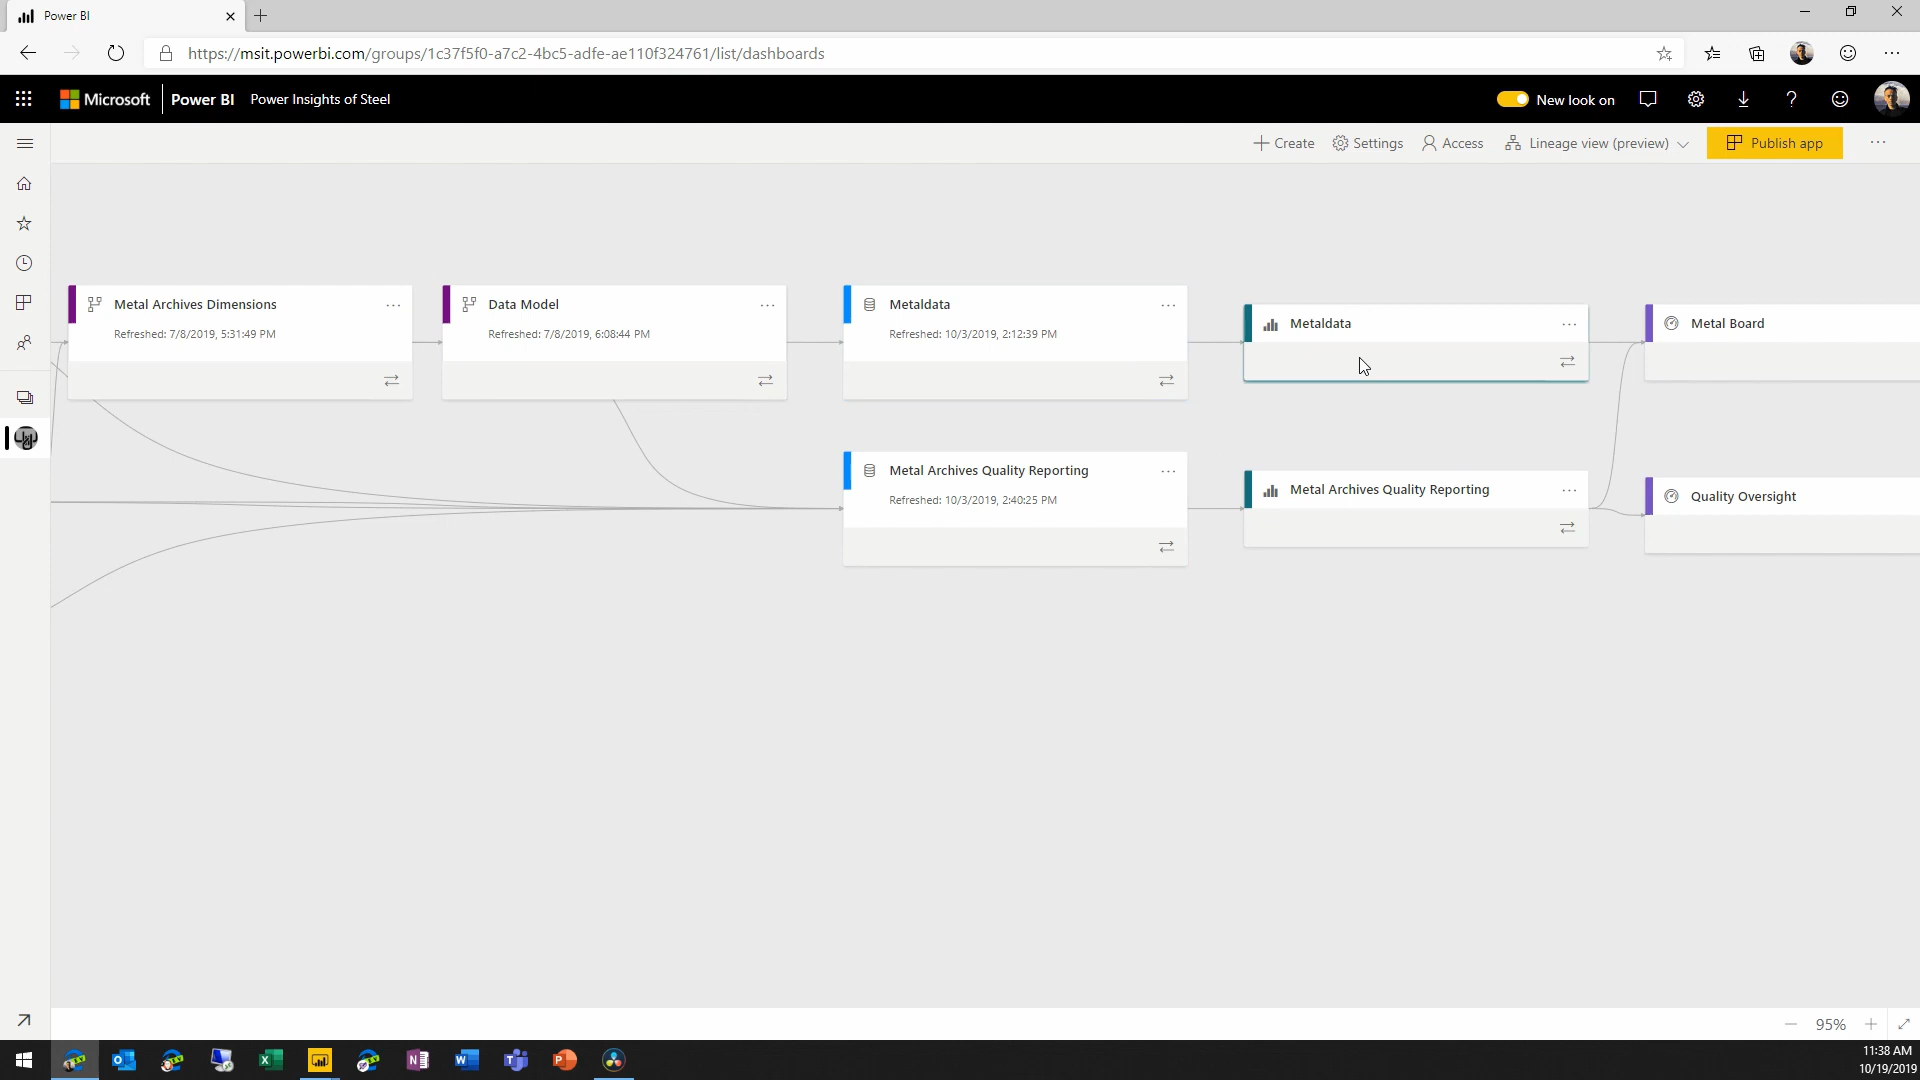 Power BI
https://msit.powerbi.com/groups/1c37f5f0-a7c2-4bc5-adfe-ae110f324761/list/dashboards
Microsoft Power BI Power Insights of Steel New look on
Create Settings Access Lineage view (preview) Publish app
Metal Archives Dimensions
Refreshed: 7/8/2019, 5:31:49 PM
Data Model
Refreshed: 7/8/2019, 6:08:44 PM
Metaldata
Refreshed: 10/3/2019, 2:12:39 PM
Metaldata
Metal Board
Metal Archives Quality Reporting
Refreshed: 10/3/2019, 2:40:25 PM
Metal Archives Quality Reporting
Quality Oversight
95%
11:38 AM
10/19/2019